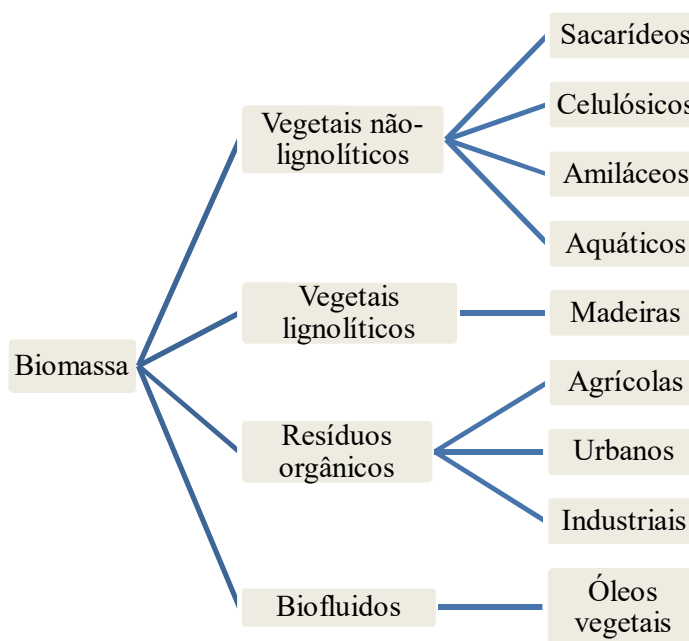 Biomassa
Vegetais não-
lignolíticos
Sacarídeos
Celulósicos
Amiláceos
Aquáticos
Vegetais
lignolíticos
Madeiras
Resíduos
orgânicos
Agrícolas
Urbanos
Industriais
Biofluidos
Óleos
vegetais